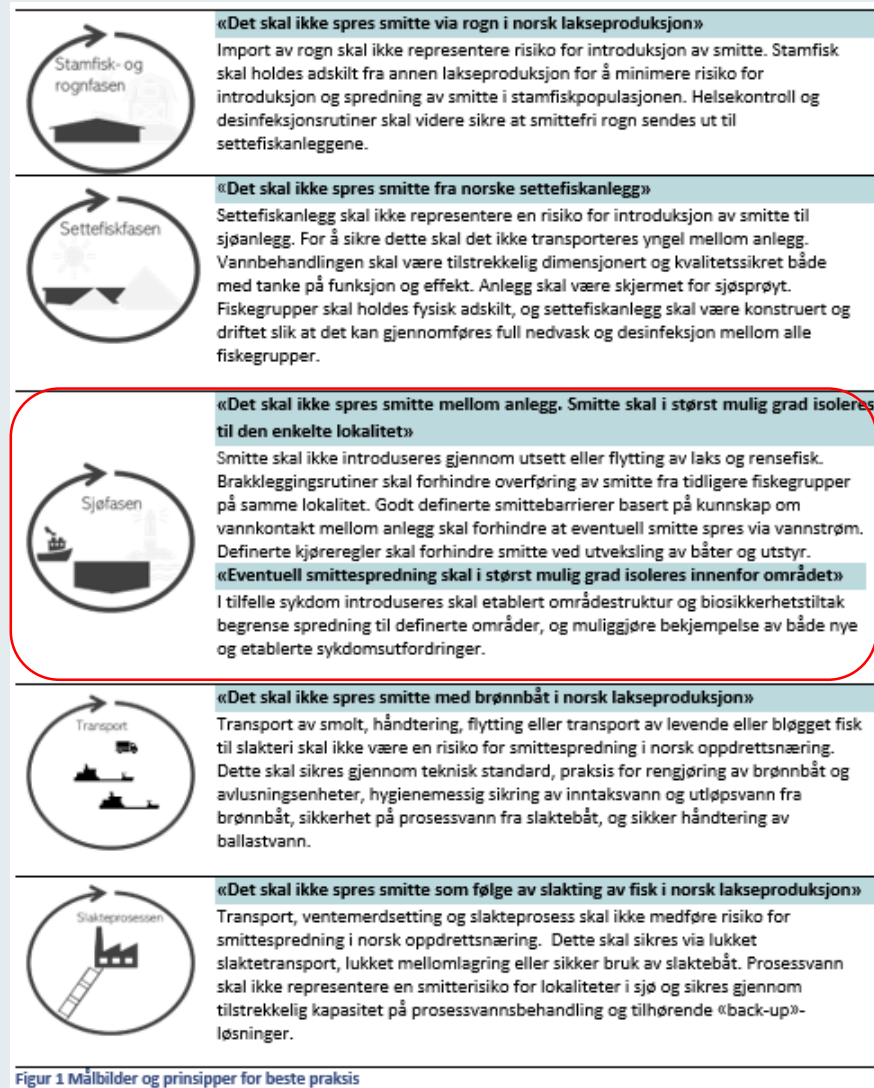 «Det skal ikke spres smitte via rogn i norsk lakseproduksjon»
Stamfisk- og
rognfasen
Import av rogn skal ikke representere risiko for introduksjon av smitte. Stamfisk
skal holdes adskilt fra annen lakseproduksjon for å minimere risiko for
introduksjon og spredning av smitte i stamfiskpopulasjonen. Helsekontroll og
desinfeksjonsrutiner skal videre sikre at smittefri rogn sendes ut til
settefiskanleggene.
«Det skal ikke spres smitte fra norske settefiskanlegg»
Settefiskfasen
Settefiskanlegg skal ikke representere en risiko for introduksjon av smitte til
sjøanlegg. For å sikre dette skal det ikke transporteres yngel mellom anlegg.
Vannbehandlingen skal være tilstrekkelig dimensjonert og kvalitetssikret både
med tanke på funksjon og effekt. Anlegg skal være skjermet for sjøsprøyt.
Fiskegrupper skal holdes fysisk adskilt, og settefiskanlegg skal være konstruert og
driftet slik at det kan gjennomføres full nedvask og desinfeksjon mellom alle
fiskegrupper.
«Det skal ikke spres smitte mellom anlegg. Smitte skal i størst mulig grad isoleres
til den enkelte lokalitet»
Sjøfasen
Smitte skal ikke introduseres gjennom utsett eller flytting av laks og rensefisk.
Brakkleggingsrutiner skal forhindre overføring av smitte fra tidligere fiskegrupper
på samme lokalitet. Godt definerte smittebarrierer basert på kunnskap om
vannkontakt mellom anlegg skal forhindre at eventuell smitte spres via vannstrøm.
Definerte kjøreregler skal forhindre smitte ved utveksling av båter og utstyr.
«Eventuell smittespredning skal i størst mulig grad isoleres innenfor området»
I tilfelle sykdom introduseres skal etablert områdestruktur og biosikkerhetstiltak
begrense spredning til definerte områder, og muliggjøre bekjempelse av både nye
og etablerte sykdomsutfordringer.
«Det skal ikke spres smitte med brønnbåt i norsk lakseproduksjon»
Transport
Transport av smolt, håndtering, flytting eller transport av levende eller bløgget fisk
til slakteri skal ikke være en risiko for smittespredning i norsk oppdrettsnæring.
Dette skal sikres gjennom teknisk standard, praksis for rengjøring av brønnbåt og
avlusningsenheter, hygienemessig sikring av inntaksvann og utløpsvann fra
brønnbåt, sikkerhet på prosessvann fra slaktebåt, og sikker håndtering av
ballastvann.
«Det skal ikke spres smitte som følge av slakting av fisk i norsk lakseproduksjon»
Slakteprosessen
Transport, ventemerdsetting og slakteprosess skal ikke medføre risiko for
smittespredning i norsk oppdrettsnæring. Dette skal sikres via lukket
slaktetransport, lukket mellomlagring eller sikker bruk av slaktebåt. Prosessvann
skal ikke representere en smitterisiko for lokaliteter i sjø og sikres gjennom
tilstrekkelig kapasitet på prosessvannsbehandling og tilhørende «back-up»-
løsninger.
Figur 1 Målbilder og prinsipper for beste praksis